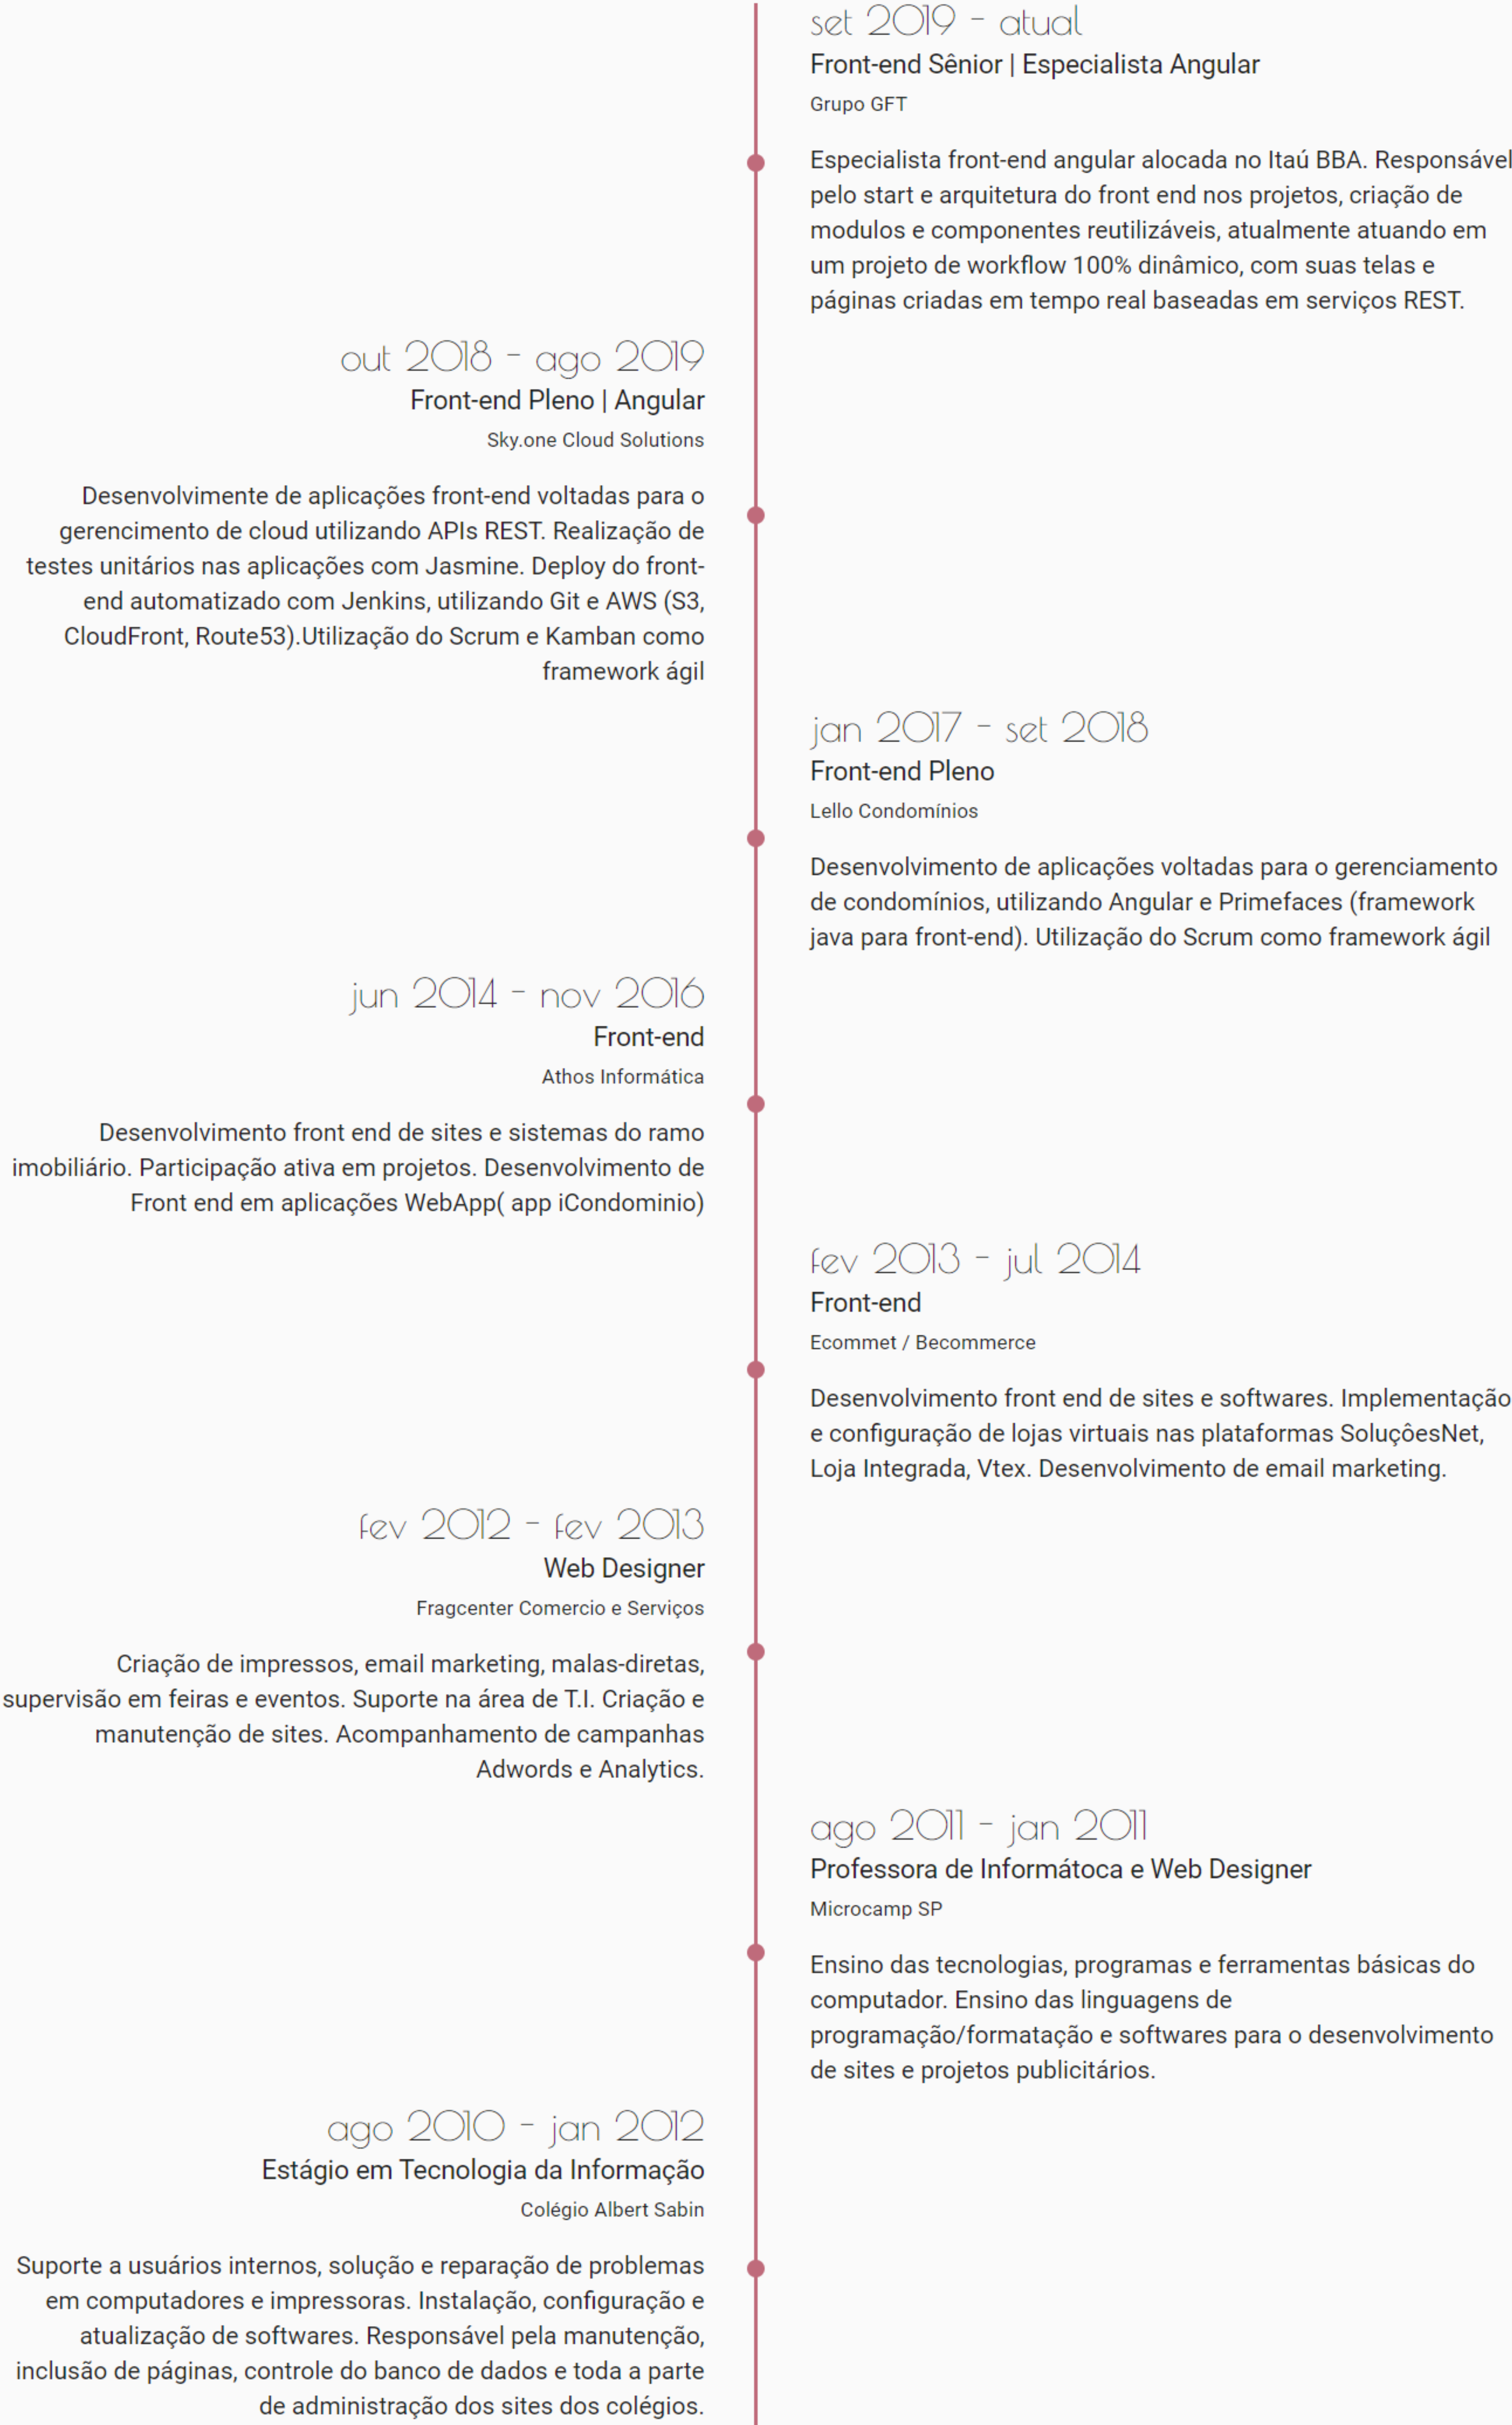 set 2019 - atual
Front-end Sênior | Especialista Angular
Grupo GFT
Especialista front-end angular alocada no Itaú BBA. Responsável
pelo start e arquitetura do front end nos projetos, criação de
modulos e componentes reutilizáveis, atualmente atuando em
um projeto de workflow 100% dinâmico, com suas telas e
páginas criadas em tempo real baseadas em serviços REST.
out 2018 - ago 2019
Front-end Pleno | Angular
Sky.one Cloud Solutions
Desenvolvimente de aplicações front-end voltadas para o
gerencimento de cloud utilizando APIs REST. Realização de
testes unitários nas aplicações com Jasmine. Deploy do front-
end automatizado com Jenkins, utilizando Git e AWS (S3,
CloudFront, Route53).Utilização do Scrum e Kamban como
framework ágil
jan 2017 - set 2018
Front-end Pleno
Lello Condomínios
Desenvolvimento de aplicações voltadas para o gerenciamento
de condomínios, utilizando Angular e Primefaces (framework
java para front-end). Utilização do Scrum como framework ágil
jun 2014 - nov 2016
Front-end
Athos Informática
Desenvolvimento front end de sites e sistemas do ramo
imobiliário. Participação ativa em projetos. Desenvolvimento de
Front end em aplicações WebApp( app iCondominio)
fev 2013 - jul 2014
Front-end
Ecommet / Becommerce
Desenvolvimento front end de sites e softwares. Implementação
e configuração de lojas virtuais nas plataformas SoluçôesNet,
Loja Integrada, Vtex. Desenvolvimento de email marketing.
fev 2012 - fev 2013
Web Designer
Fragcenter Comercio e Serviços
Criação de impressos, email marketing, malas-diretas,
supervisão em feiras e eventos. Suporte na área de T.I. Criação e
manutenção de sites. Acompanhamento de campanhas
Adwords e Analytics.
ago 2011 - jan 2011
Professora de Informátoca e Web Designer
Microcamp SP
Ensino das tecnologias, programas e ferramentas básicas do
computador. Ensino das linguagens de
programação/formatação e softwares para o desenvolvimento
de sites e projetos publicitários.
ago 2010 - jan 2012
Estágio em Tecnologia da Informação
Colégio Albert Sabin
Suporte a usuários internos, solução e reparação de problemas
em computadores e impressoras. Instalação, configuração e
atualização de softwares. Responsável pela manutenção,
inclusão de páginas, controle do banco de dados e toda a parte
de administração dos sites dos colégios.